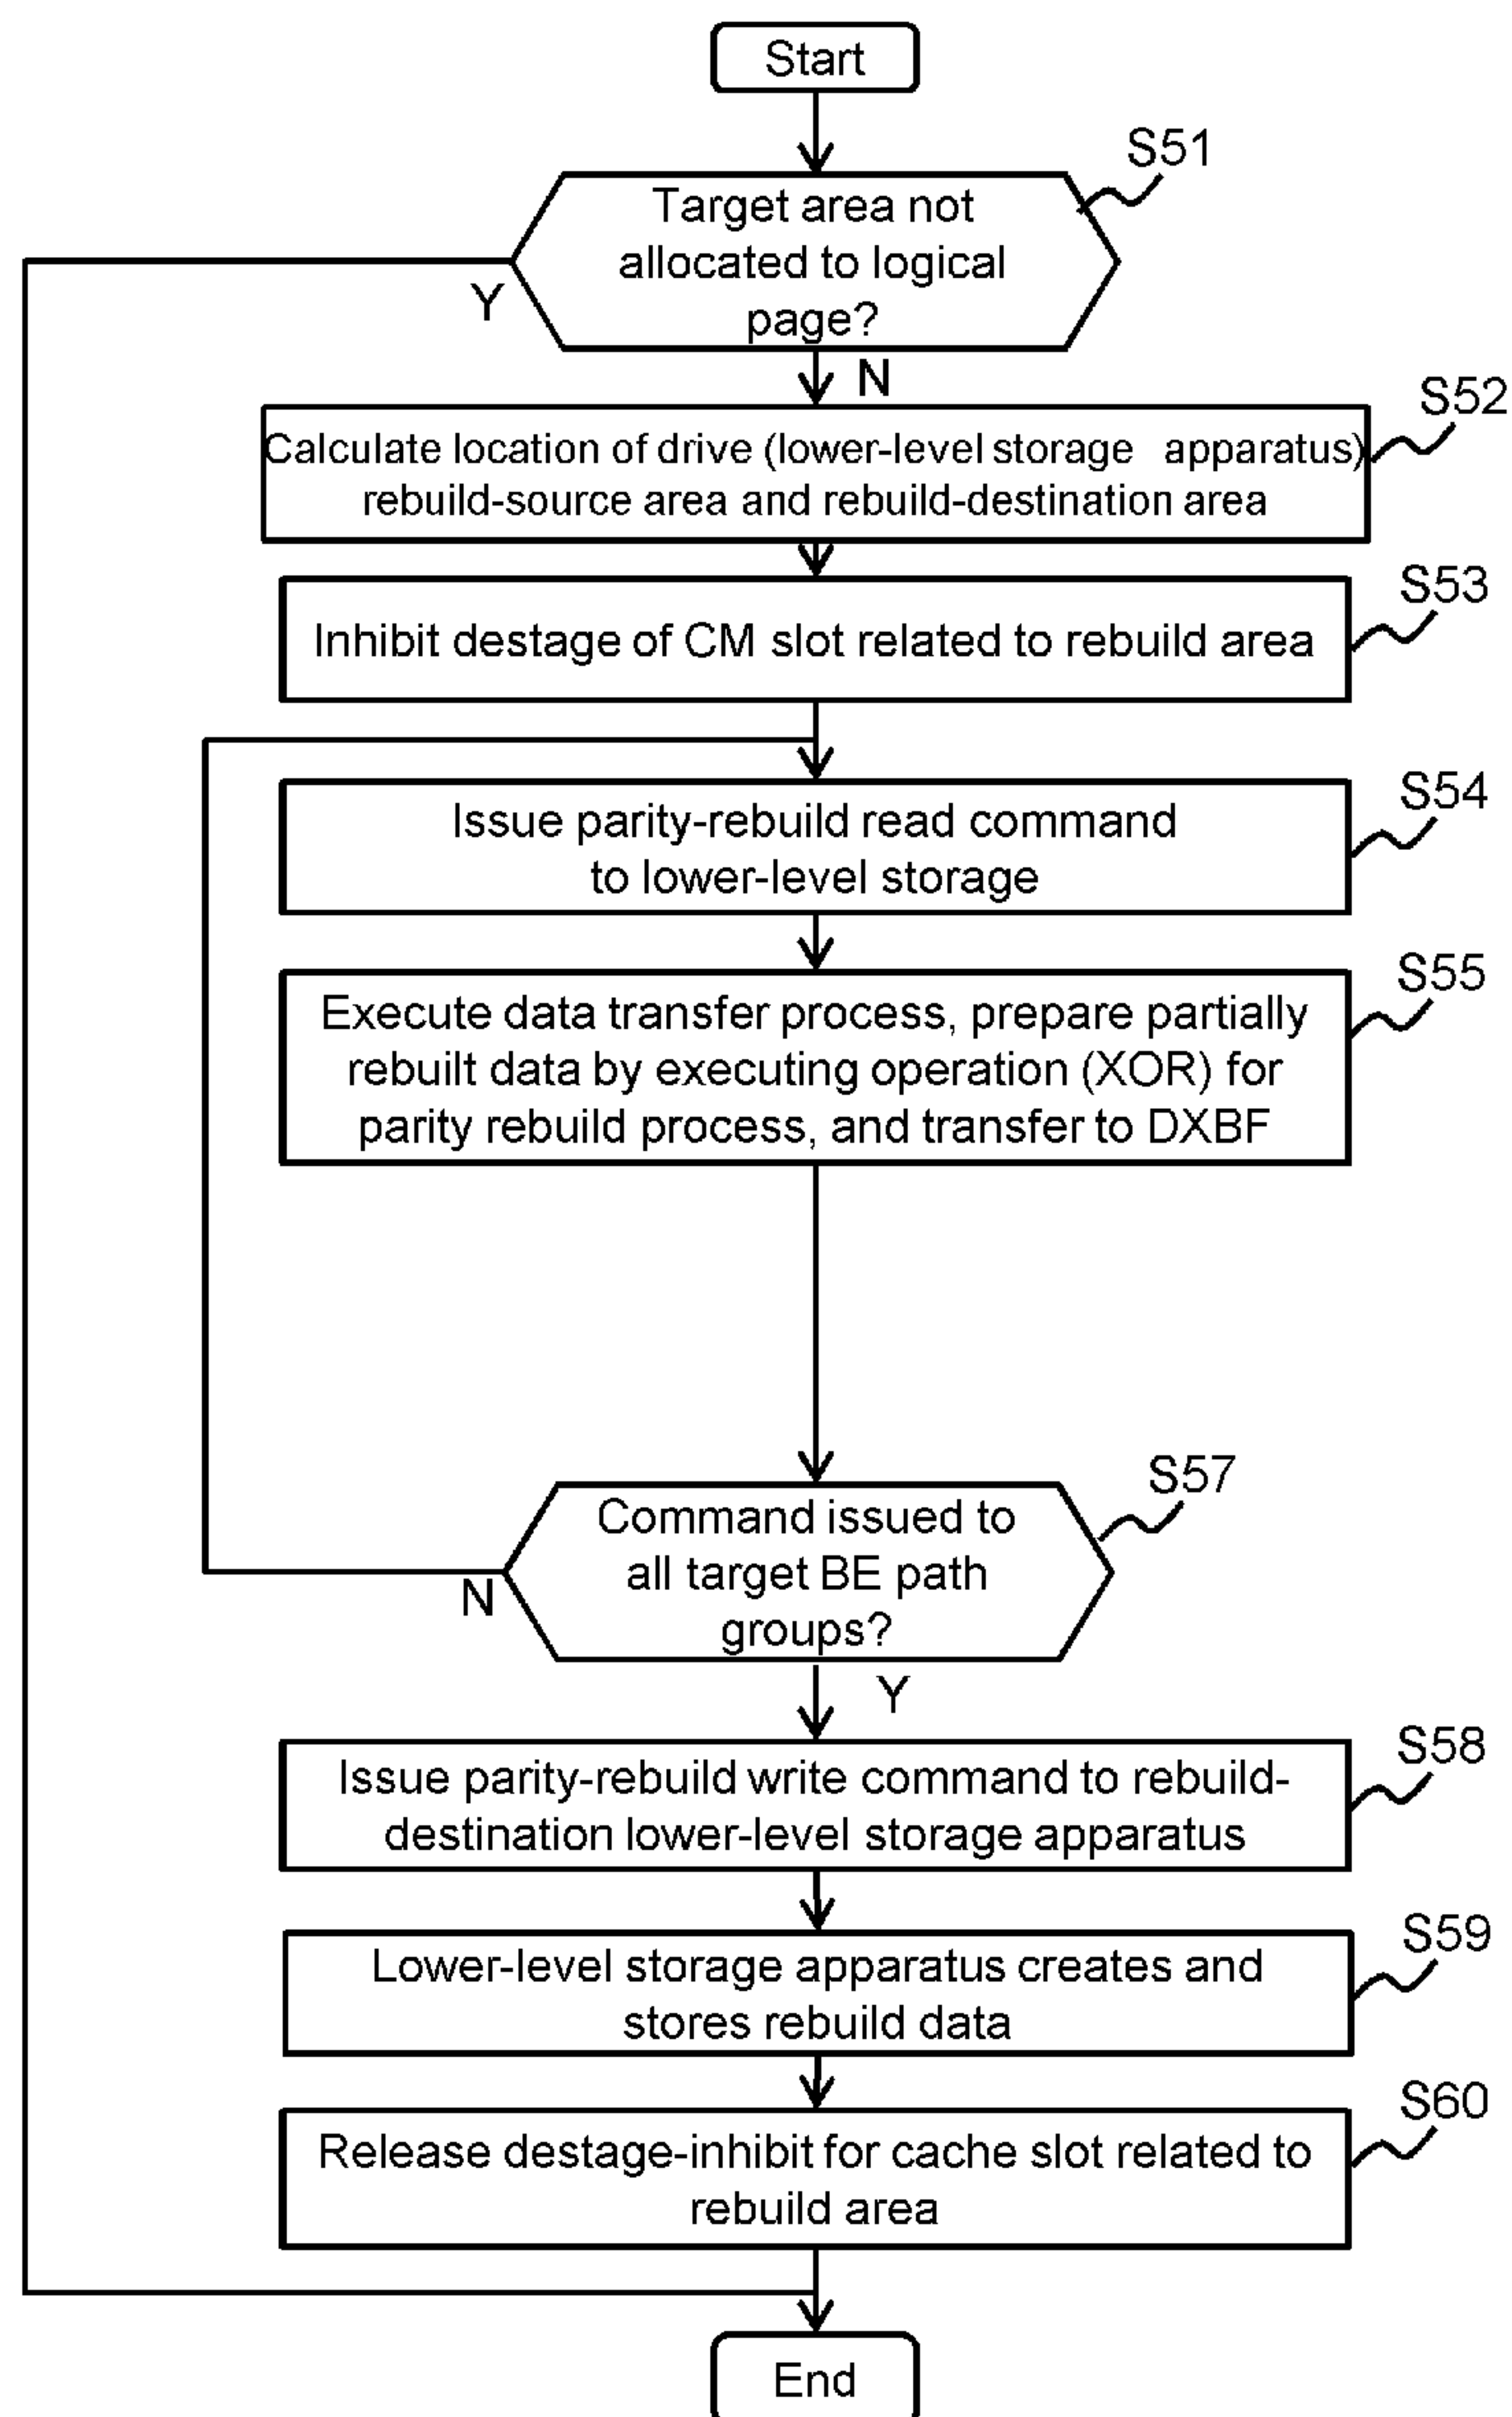 Start
S51
Target area not
allocated to logical
page?
Y
N
S52
Calculate location of drive (lower-level storage apparatus)
rebuild-source area and rebuild-destination area
S53
Inhibit destage of CM slot related to rebuild area
S54
Issue parity-rebuild read command
to lower-level storage
S55
Execute data transfer process, prepare partially
rebuilt data by executing operation (XOR) for
parity rebuild process, and transfer to DXBF
S57
Command issued to
all target BE path
groups?
N
Y
S58
Issue parity-rebuild write command to rebuild-
destination lower-level storage apparatus
S59
Lower-level storage apparatus creates and
stores rebuild data
S60
Release destage-inhibit for cache slot related to
rebuild area
End